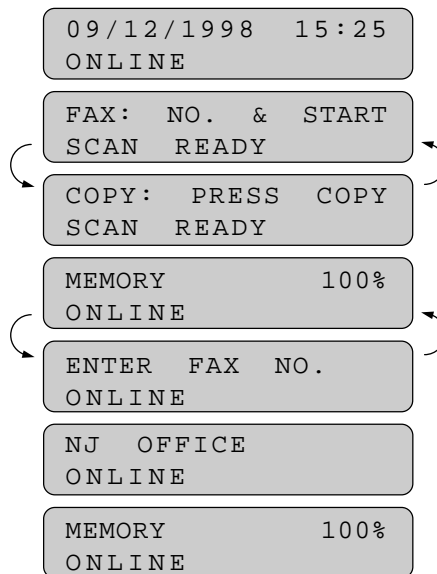 09/12/1998 15:25
ONLINE
FAX: NO. & START
SCAN READY
COPY: PRESS COPY
SCAN READY
MEMORY 100%
ONLINE
ENTER FAX NO.
ONLINE
NJ OFFICE
ONLINE
MEMORY 100%
ONLINE